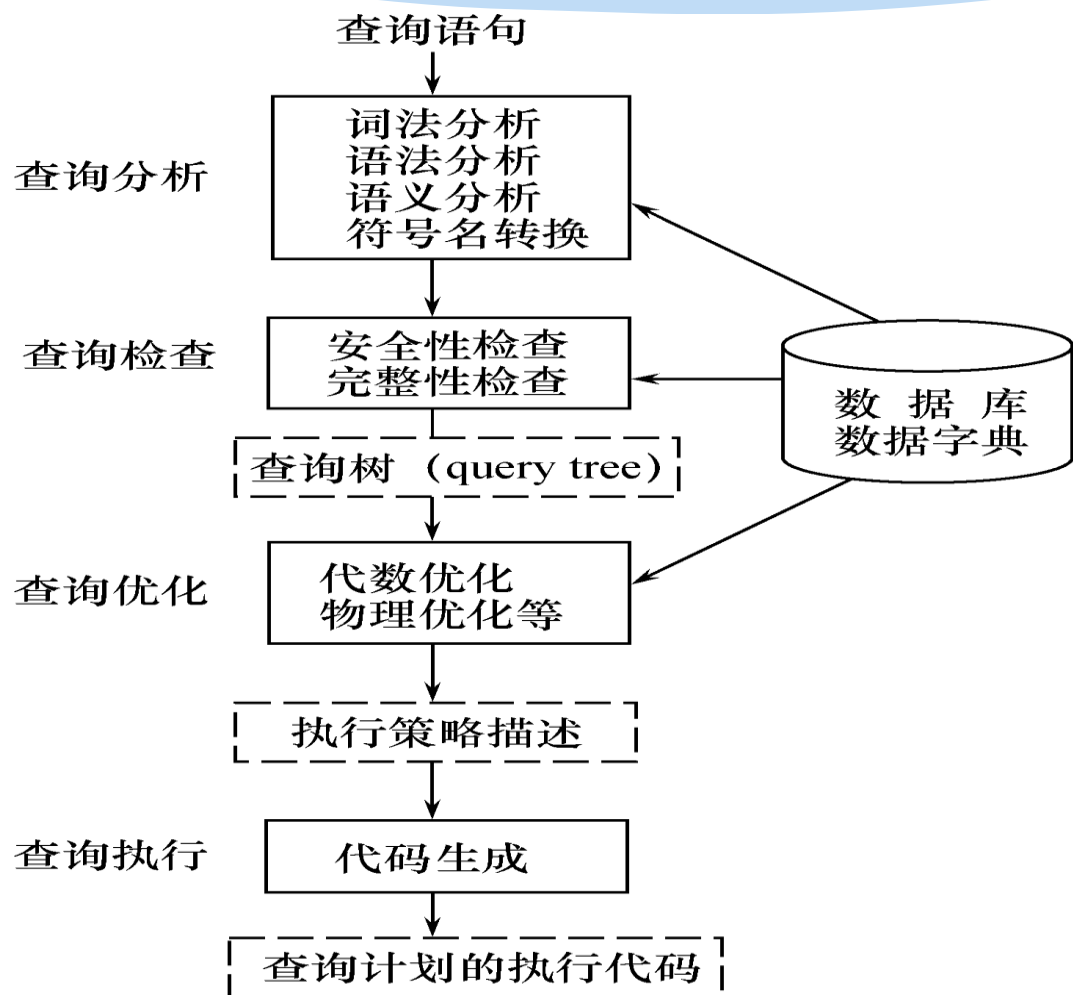 查询语句
查询分析
词法分析
语法分析
语义分析
符号名转换
查询检查
安全性检查
完整性检查
数 据 库
数据字典
查询树（query tree）
查询优化
代数优化
物理优化等
执行策略描述
查询执行
代码生成
查询计划的执行代码